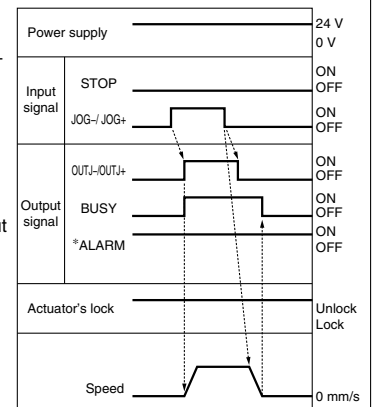 Power supply
24 V
0 V
Input
signal
STOP
ON
OFF
JOG–/ JOG+
ON
OFF
Output
signal
OUTJ–/OUTJ+
ON
OFF
BUSY
ON
OFF
*ALARM
ON
OFF
Actuator's lock
Unlock
Lock
Speed
0 mm/s